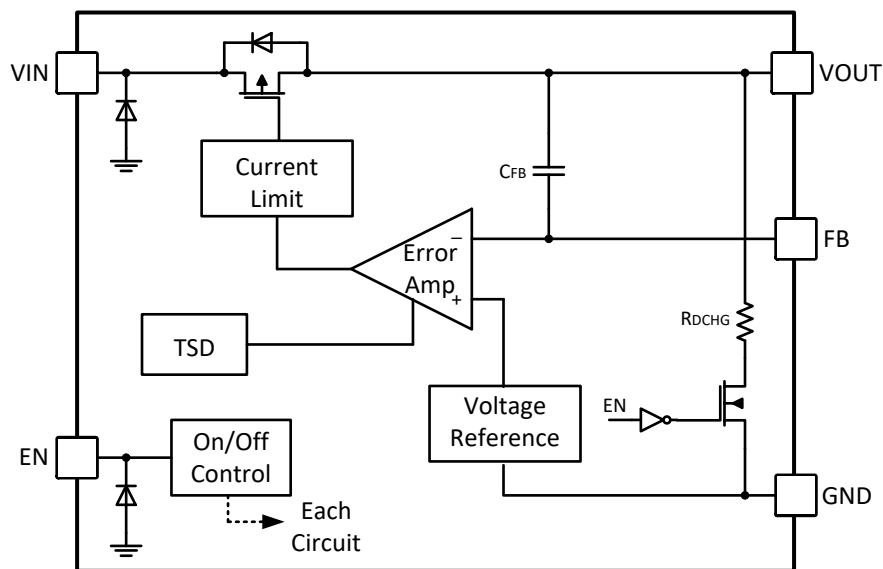 VIN
VOUT
Current
Limit
CFB
Error
Amp
−
+
FB
TSD
RDCHG
Voltage
Reference
EN
EN
On/Off
Control
GND
Each
Circuit